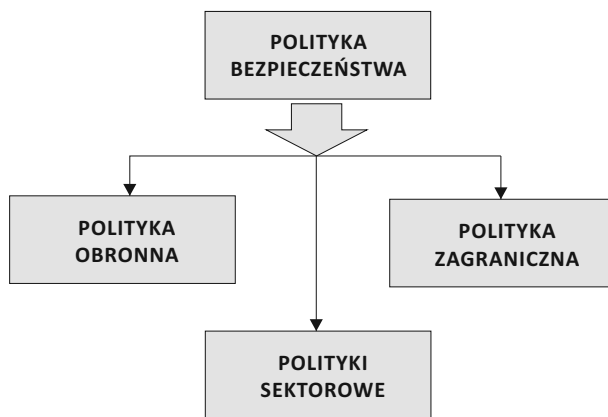 POLITYKA
BEZPIECZEŃSTWA
POLITYKA
OBRONNA
POLITYKA
ZAGRANICZNA
POLITYKI
SEKTOROWE